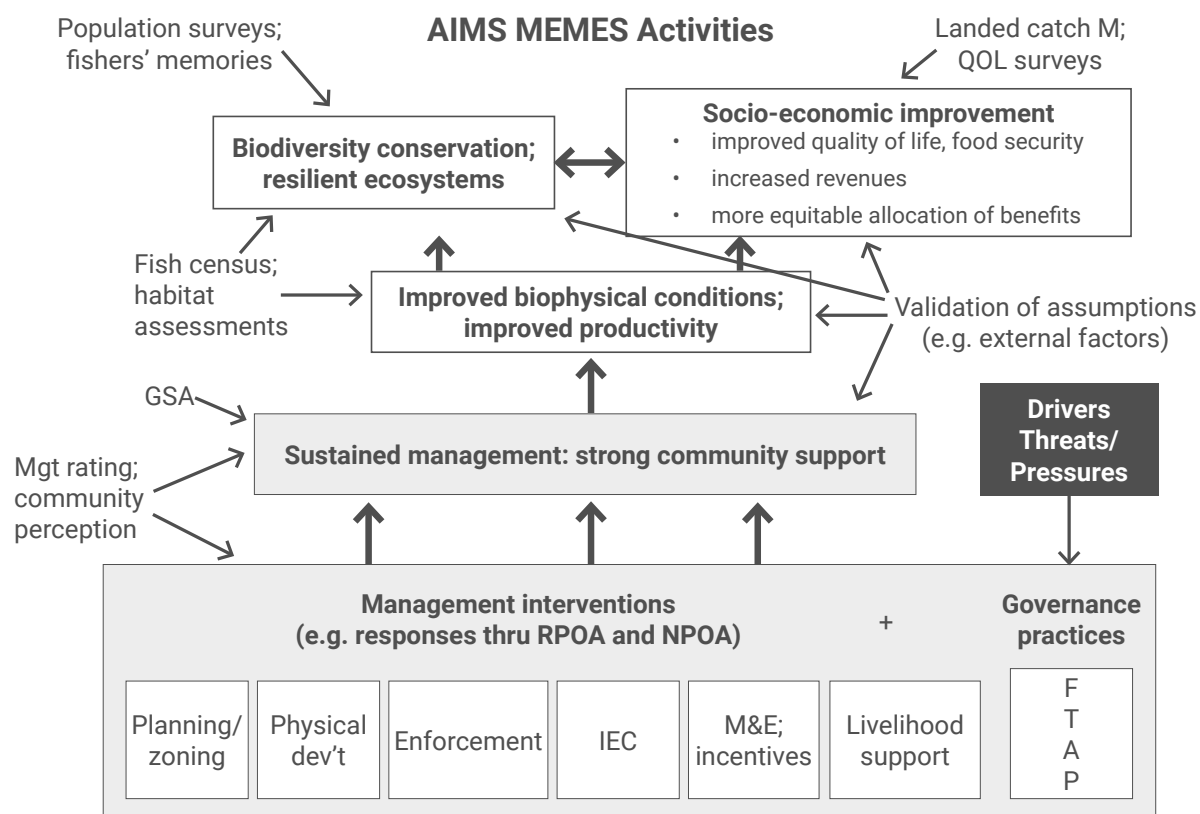 AIMS MEMES Activities
Population surveys;
fishers’ memories
Landed catch M;
QOL surveys
Biodiversity conservation;
resilient ecosystems
Socio-economic improvement
• improved quality of life, food security
• increased revenues
• more equitable allocation of benefits
Fish census;
habitat
assessments
Improved biophysical conditions;
improved productivity
Validation of assumptions
(e.g. external factors)
GSA
Sustained management: strong community support
Drivers
Threats/
Pressures
Mgt rating;
community
perception
Management interventions
(e.g. responses thru RPOA and NPOA)
+
Governance
practices
Planning/
zoning
Physical
dev’t
Enforcement
IEC
M&E;
incentives
Livelihood
support
F
T
A
P